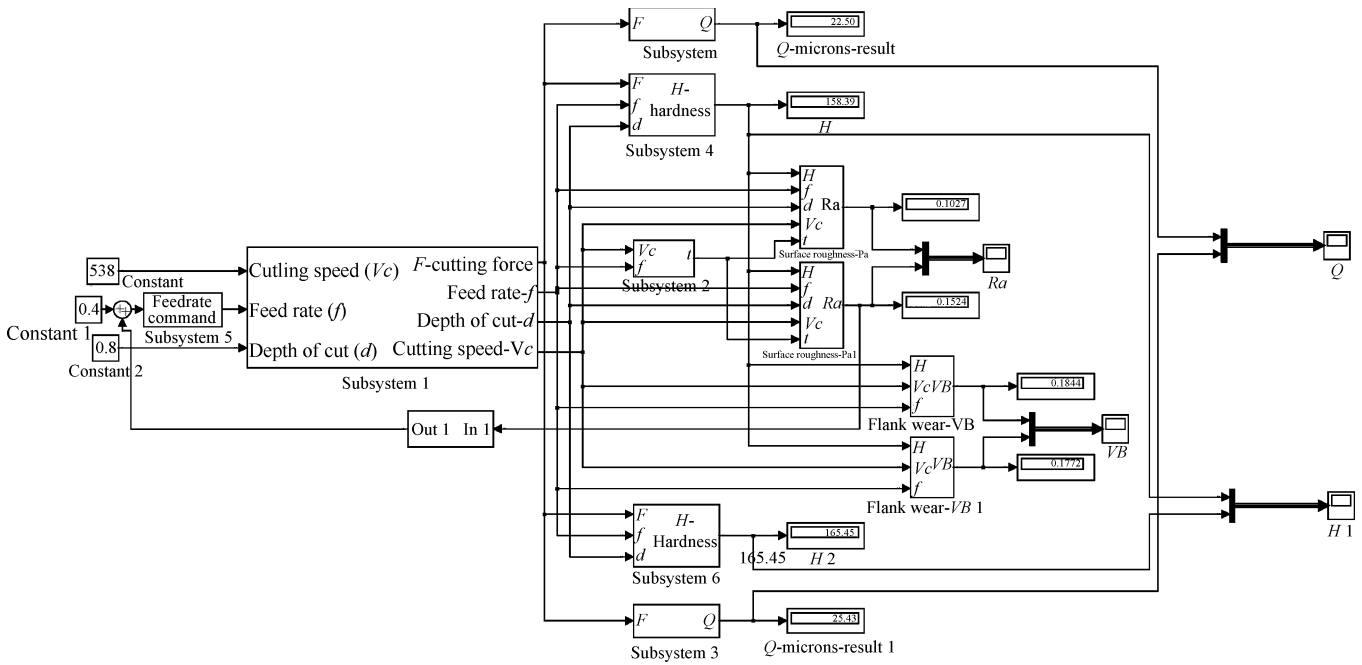 F Q
Subsystem
22.50
Q-microns-result
F
f
d
H-
hardness
Subsystem 4
158.39
H
H
f
d Ra
Vc
t
Surface roughness-Pa
0.1027
Vc
f
t
Subsystem 2
H
f
d Ra
Vc
t
Surface roughness-Pa1
0.1524
Ra
Q
538
Constant
0.4
Constant 1
0.8
Constant 2
Feedrate
command
Subsystem 5
Cutling speed (Vc)
Feed rate (f)
Depth of cut (d)
F-cutting force
Feed rate-f
Depth of cut-d
Cutting speed-Vc
Subsystem 1
Out 1 In 1
H
VcVB
f
Flank wear-VB
0.1844
H
VcVB
f
Flank wear-VB 1
0.1772
VB
F
f
d
H-
Hardness
Subsystem 6
165.45
165.45
H 2
H 1
F Q
Subsystem 3
25.43
Q-microns-result 1